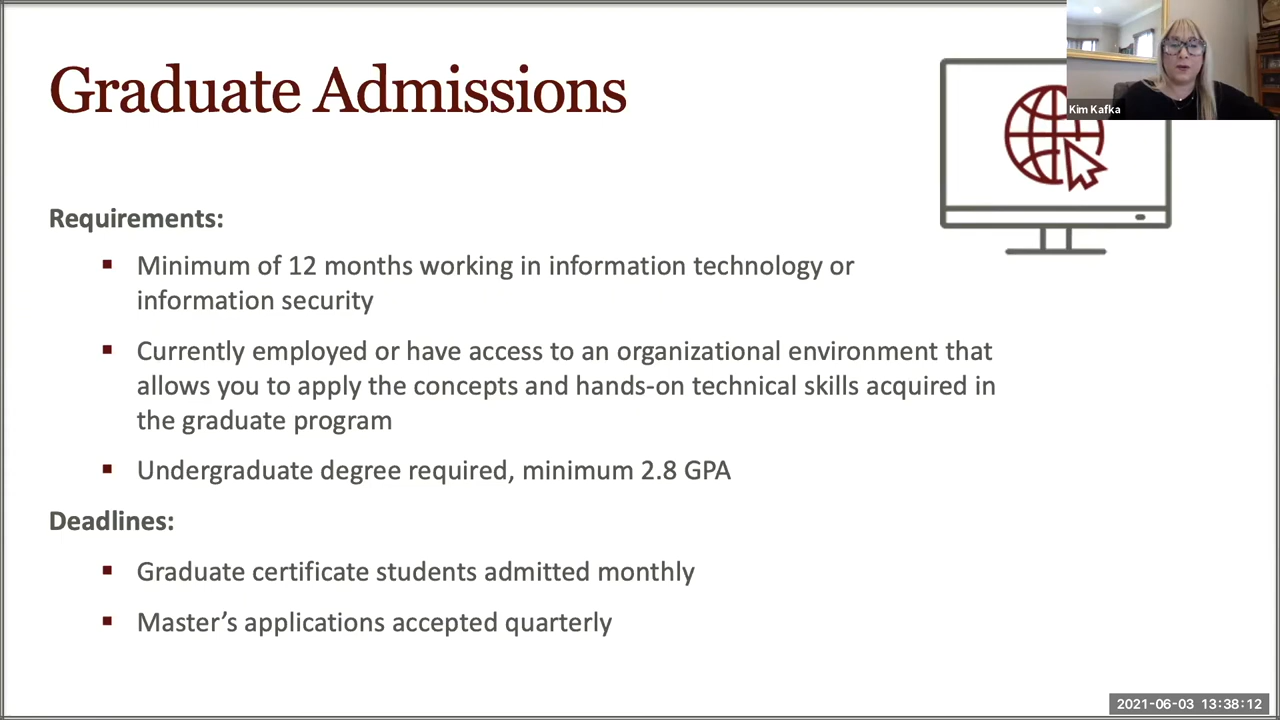 Graduate Admissions
Kim Kafka
Requirements:
▪ Minimum of 12 months working in information technology or
information security
▪ Currently employed or have access to an organizational environment that
allows you to apply the concepts and hands-on technical skills acquired in
the graduate program
▪ Undergraduate degree required, minimum 2.8 GPA
Deadlines:
▪ Graduate certificate students admitted monthly
▪ Master’s applications accepted quarterly
2021-06-03 13:38:12